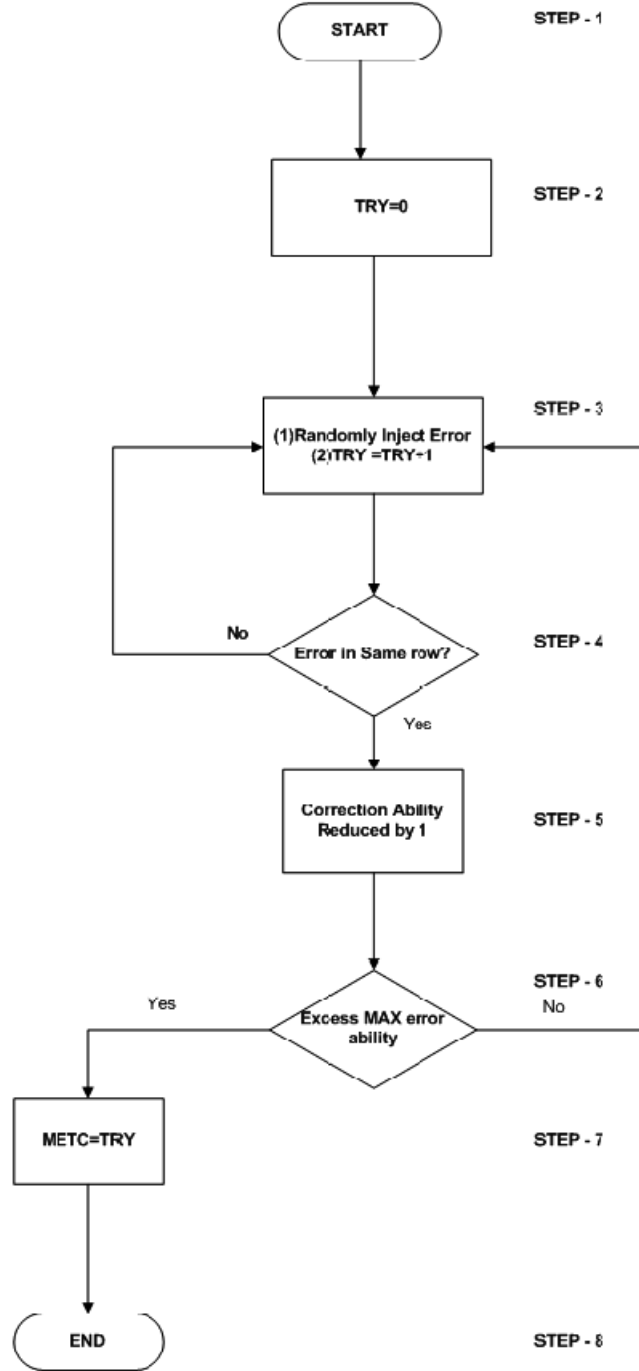 START
STEP - 1
TRY=0
STEP - 2
STEP - 3
(1)Randomly Inject Error
(2)TRY =TRY+1
No
Error in Same row?
STEP - 4
Yes
Correction Ability
Reduced by 1
STEP - 5
STEP - 6
Yes
No
Excess MAX error
ability
METC=TRY
STEP - 7
END
STEP - 8